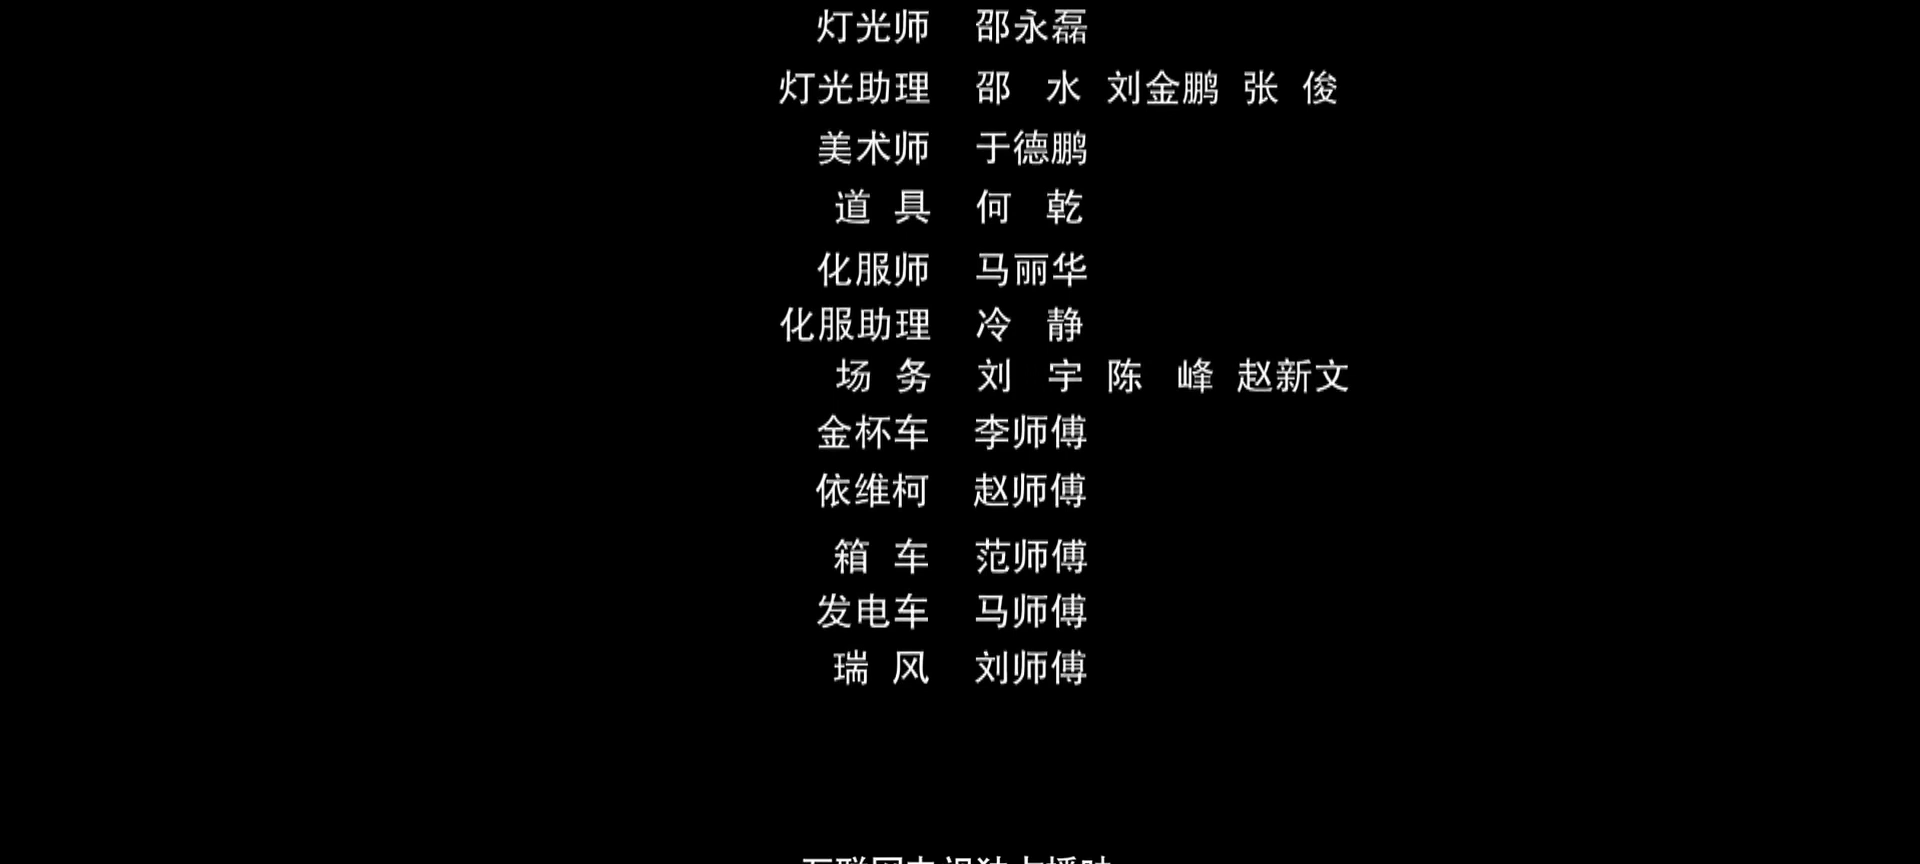 灯光师 邵永磊
灯光助理 邵 水 刘金鹏 张 俊
美术师 于德鹏
道 具 何 乾
化服师 马丽华
化服助理 冷 静
场 务 刘 宇 陈 峰 赵新文
金杯车 李师傅
依维柯 赵师傅
箱 车 范师傅
发电车 马师傅
瑞 风 刘师傅